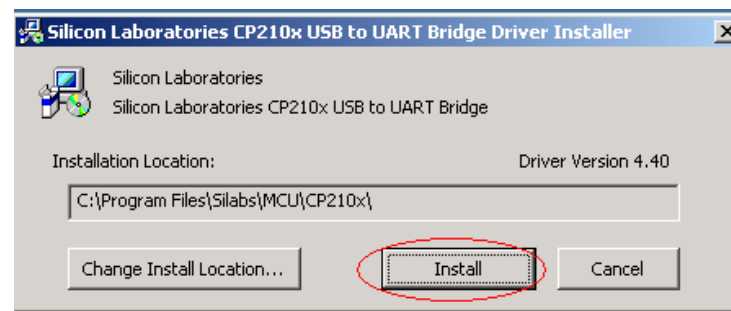 Silicon Laboratories CP210x USB to UART Bridge Driver Installer
Silicon Laboratories
Silicon Laboratories CP210x USB to UART Bridge
Installation Location:
Driver Version 4.40
C:\Program Files\Silabs\MCU\CP210x\
Change Install Location...
Install
Cancel